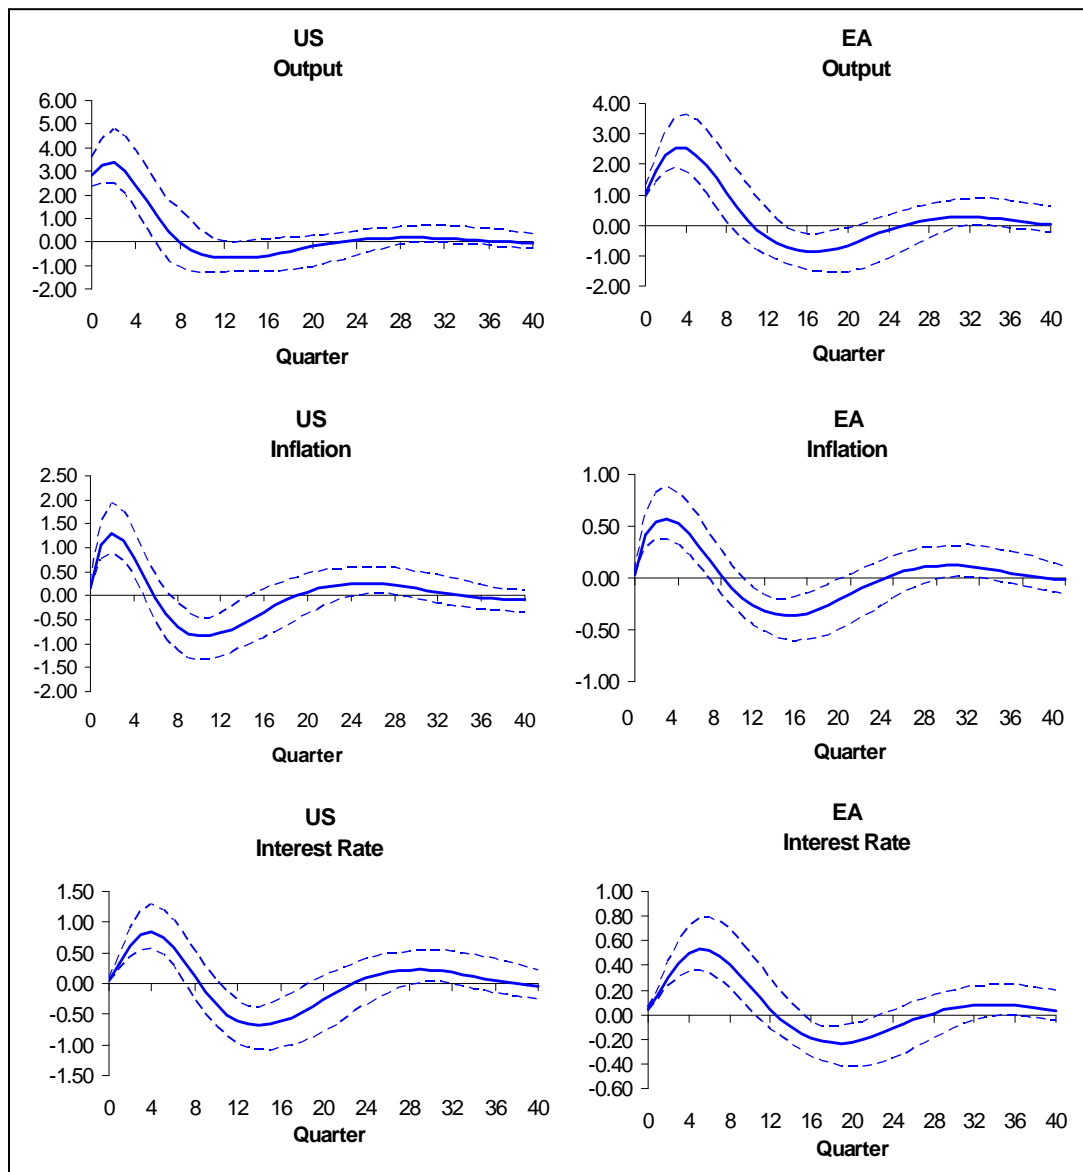 US
Output
6.00
5.00
4.00
3.00
2.00
1.00
0.00
-1.00
-2.00
0 4 8 12 16 20 24 28 32 36 40
Quarter
EA
Output
4.00
3.00
2.00
1.00
0.00
-1.00
-2.00
0 4 8 12 16 20 24 28 32 36 40
Quarter
US
Inflation
2.50
2.00
1.50
1.00
0.50
0.00
-0.50
-1.00
-1.50
-2.00
0 4 8 12 16 20 24 28 32 36 40
Quarter
EA
Inflation
1.00
0.50
0.00
-0.50
-1.00
0 4 8 12 16 20 24 28 32 36 40
Quarter
US
Interest Rate
1.50
1.00
0.50
0.00
-0.50
-1.00
-1.50
0 4 8 12 16 20 24 28 32 36 40
Quarter
EA
Interest Rate
1.00
0.80
0.60
0.40
0.20
0.00
-0.20
-0.40
-0.60
0 4 8 12 16 20 24 28 32 36 40
Quarter